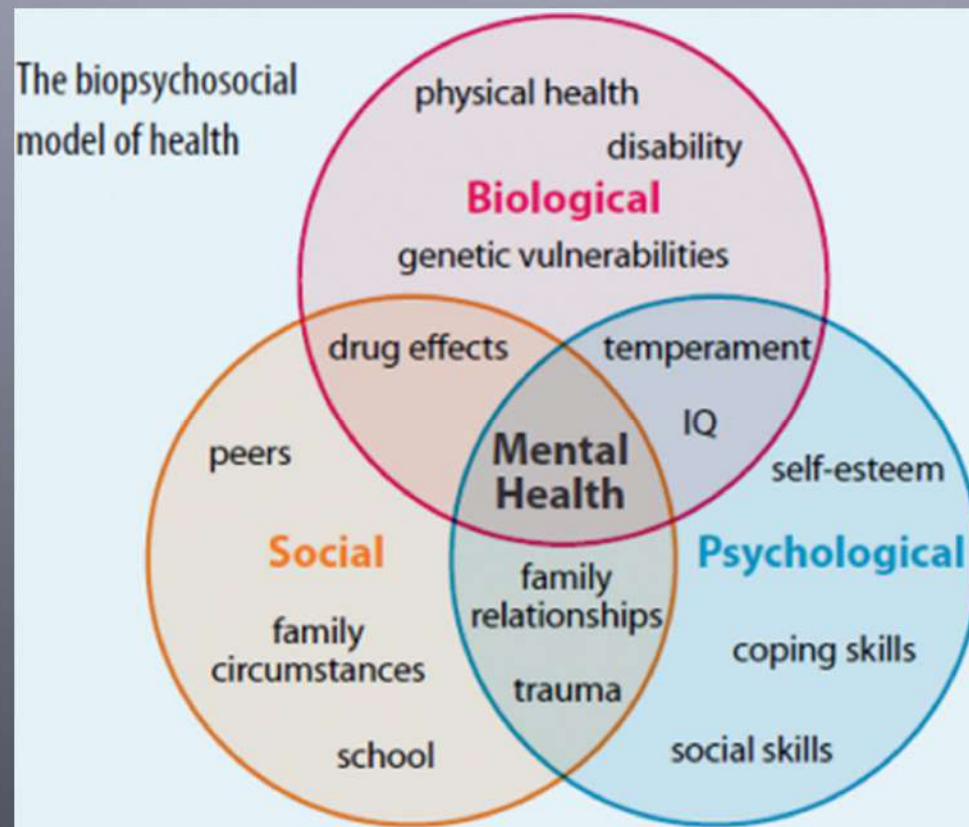 The biopsychosocial
model of health
physical health
disability
Biological
genetic vulnerabilities
drug effects
temperament
IQ
peers
Mental
Health
self-esteem
Social
Psychological
family
relationships
family
circumstances
coping skills
trauma
school
social skills